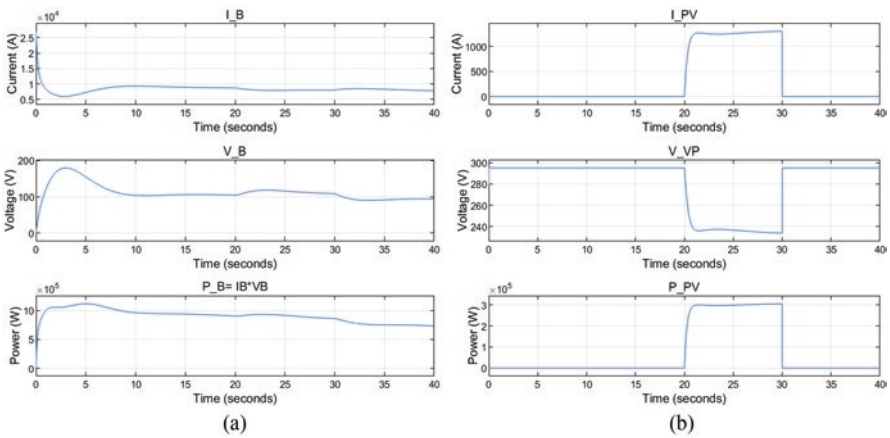 I_B
×10⁴
2.5
2
1.5
1
0.5
Current (A)
0 5 10 15 20 25 30 35 40
Time (seconds)
V_B
200
100
0
Voltage (V)
0 5 10 15 20 25 30 35 40
Time (seconds)
P_B= IB*VB
×10⁵
10
5
0
Power (W)
0 5 10 15 20 25 30 35 40
Time (seconds)
(a)
I_PV
1000
500
0
Current (A)
0 5 10 15 20 25 30 35 40
Time (seconds)
V_VP
300
280
260
240
Voltage (V)
0 5 10 15 20 25 30 35 40
Time (seconds)
P_PV
×10⁵
3
2
1
0
Power (W)
0 5 10 15 20 25 30 35 400
Time (seconds)
(b)